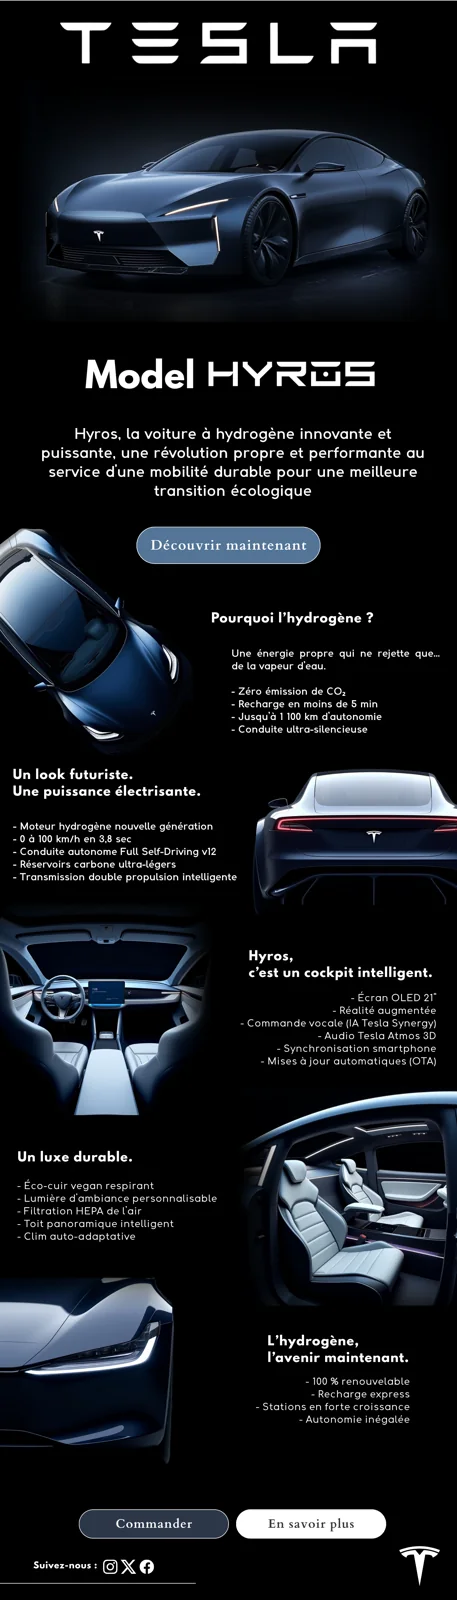 TESLA
Model HYROS
Hyros, la voiture à hydrogène innovante et
puissante, une révolution propre et performante au
service d'une mobilité durable pour une meilleure
transition écologique
Découvrir maintenant
Pourquoi l'hydrogène ?
Une énergie propre qui ne rejette que...
de la vapeur d'eau.
- Zéro émission de CO₂
- Recharge en moins de 5 min
- Jusqu'à 1 100 km d'autonomie
- Conduite ultra-silencieuse
Un look futuriste.
Une puissance électrisante.
- Moteur hydrogène nouvelle génération
- 0 à 100 km/h en 3,8 sec
- Conduite autonome Full Self-Driving v12
- Réservoirs carbone ultra-légers
- Transmission double propulsion intelligente
Hyros,
c'est un cockpit intelligent.
- Écran OLED 21"
- Réalité augmentée
- Commande vocale (IA Tesla Synergy)
- Audio Tesla Atmos 3D
- Synchronisation smartphone
- Mises à jour automatiques (OTA)
Un luxe durable.
- Éco-cuir vegan respirant
- Lumière d'ambiance personnalisable
- Filtration HEPA de l'air
- Toit panoramique intelligent
- Clim auto-adaptative
L'hydrogène,
l'avenir maintenant.
- 100 % renouvelable
- Recharge express
- Stations en forte croissance
- Autonomie inégalée
Commander
En savoir plus
Suivez-nous :